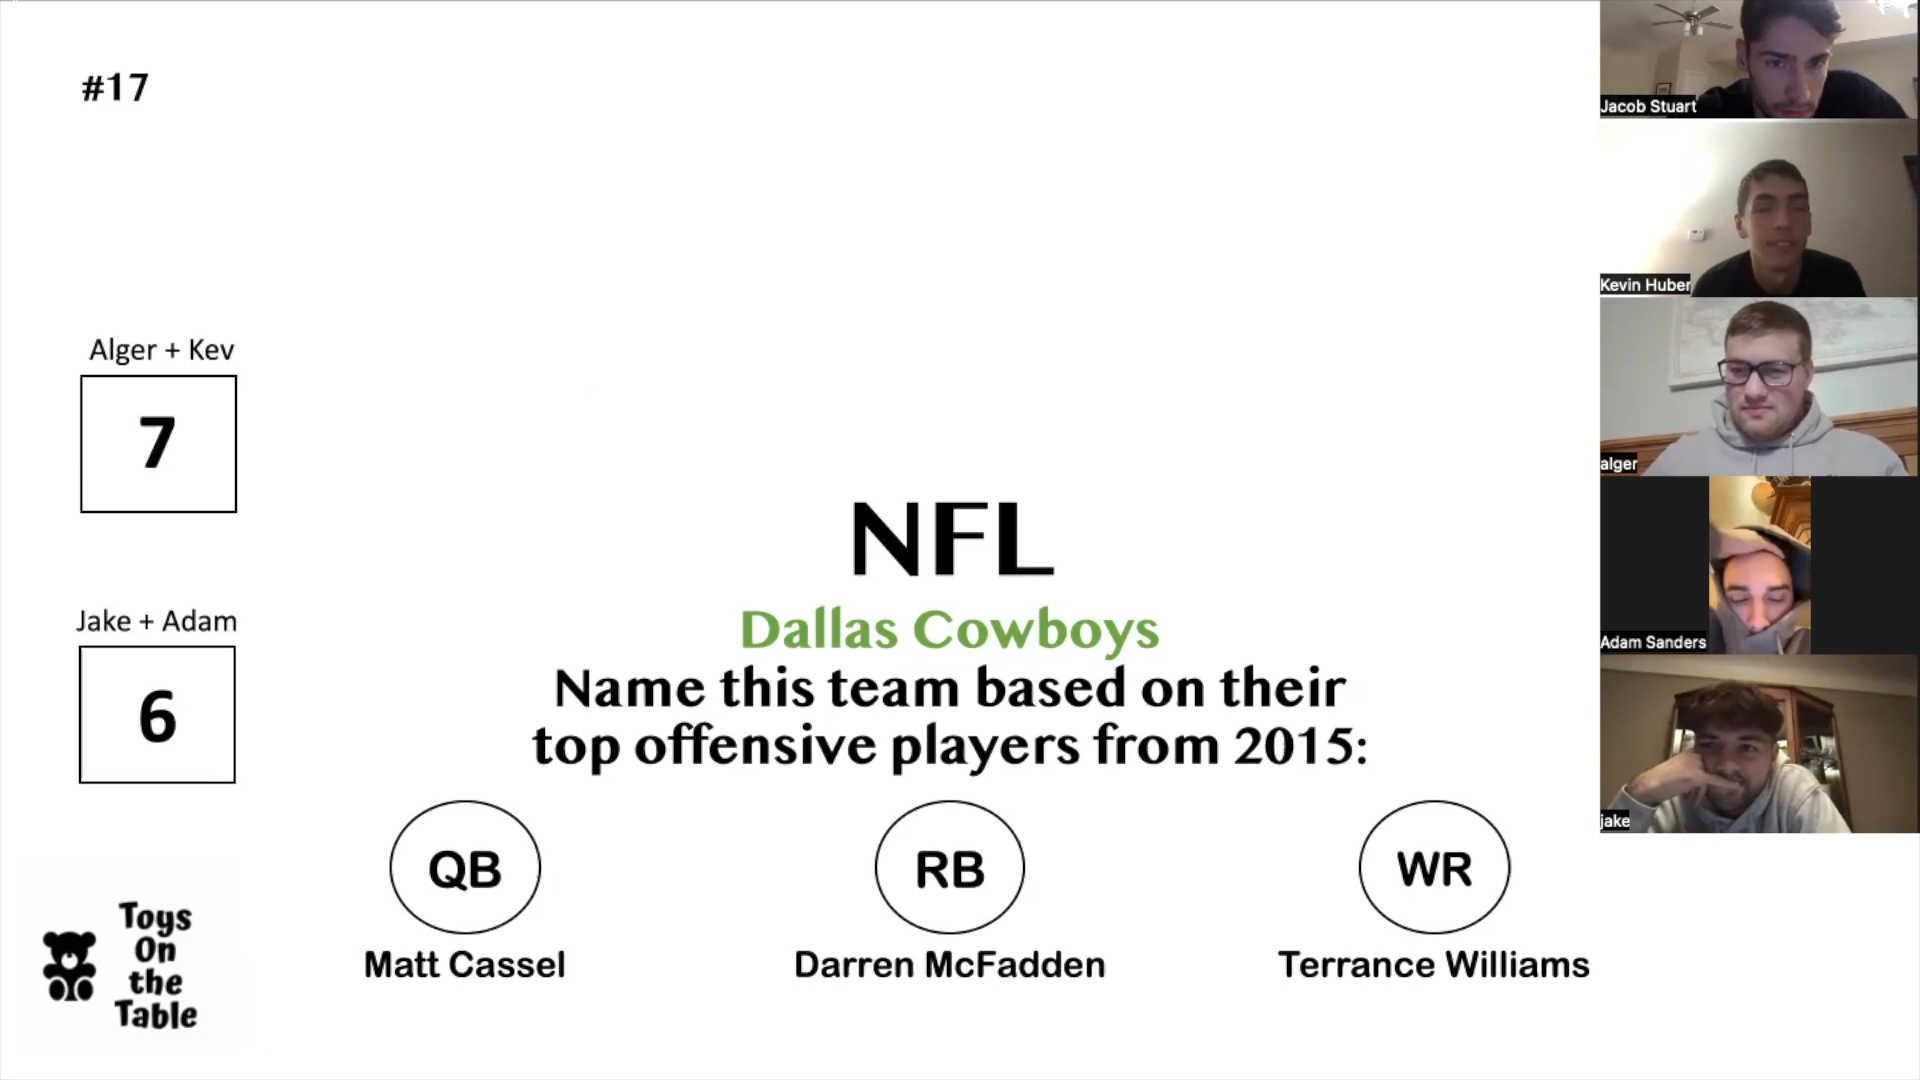 #17
Alger + Kev
7
Jake + Adam
6
NFL
Dallas Cowboys
Name this team based on their
top offensive players from 2015:
QB
RB
WR
Matt Cassel
Darren McFadden
Terrance Williams
Toys
On
the
Table
Jacob Stuart
Kevin Huber
alger
Adam Sanders
jake